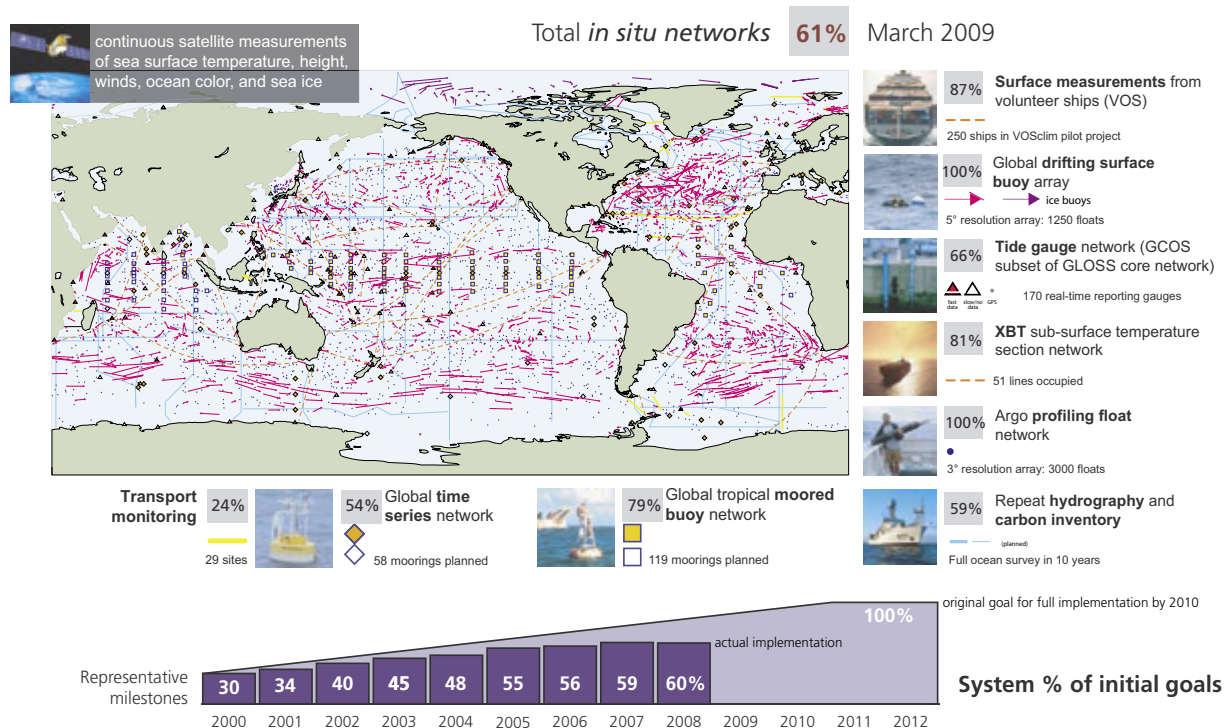 continuous satellite measurements
of sea surface temperature, height,
winds, ocean color, and sea ice
Total in situ networks 61% March 2009
87% Surface measurements from
volunteer ships (VOS)
250 ships in VOSclim pilot project
100% Global drifting surface
buoy array
ice buoys
5° resolution array: 1250 floats
66% Tide gauge network (GCOS
subset of GLOSS core network)
fast
data
slow/no
data
GPS
170 real-time reporting gauges
81% XBT sub-surface temperature
section network
51 lines occupied
100% Argo profiling float
network
3° resolution array: 3000 floats
59% Repeat hydrography and
carbon inventory
(planned)
Full ocean survey in 10 years
Transport
monitoring
24%
29 sites
54% Global time
series network
58 moorings planned
79% Global tropical moored
buoy network
119 moorings planned
original goal for full implementation by 2010
100%
actual implementation
Representative
milestones
30 34 40 45 48 55 56 59 60%
System % of initial goals
2000 2001 2002 2003 2004 2005 2006 2007 2008 2009 2010 2011 2012